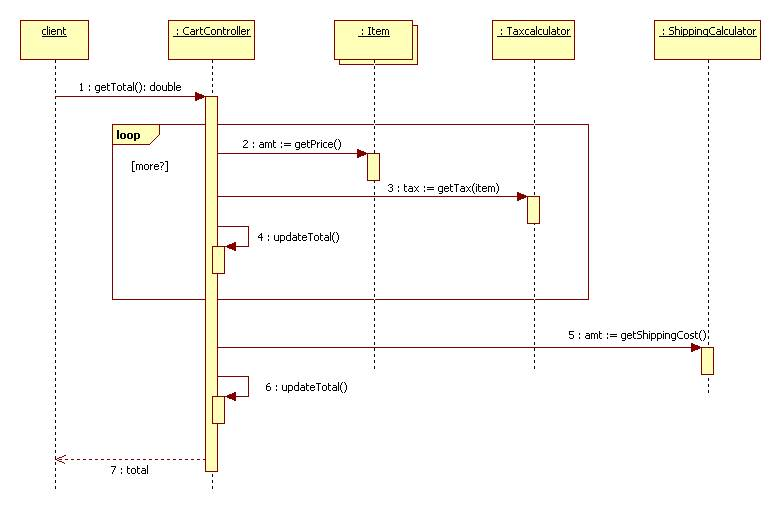 client
: CartController
: Item
: Taxcalculator
: ShippingCalculator
1 : getTotal(): double
loop
2 : amt := getPrice()
[more?]
3 : tax := getTax(item)
4 : updateTotal()
5 : amt := getShippingCost()
6 : updateTotal()
7 : total